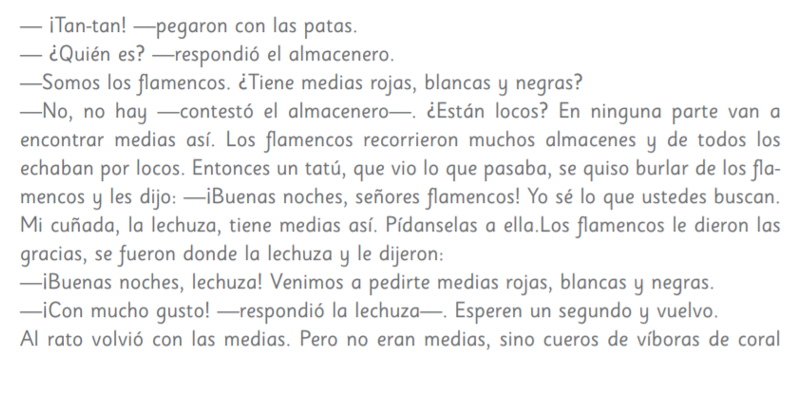 — ¡Tan-tan! —pegaron con las patas.
— ¿Quién es? —respondió el almacenero.
—Somos los flamencos. ¿Tiene medias rojas, blancas y negras?
—No, no hay —contestó el almacenero—. ¿Están locos? En ninguna parte van a
encontrar medias así. Los flamencos recorrieron muchos almacenes y de todos los
echaban por locos. Entonces un tatú, que vio lo que pasaba, se quiso burlar de los fla-
mencos y les dijo: —¡Buenas noches, señores flamencos! Yo sé lo que ustedes buscan.
Mi cuñada, la lechuza, tiene medias así. Pídanselas a ella.Los flamencos le dieron las
gracias, se fueron donde la lechuza y le dijeron:
—¡Buenas noches, lechuza! Venimos a pedirte medias rojas, blancas y negras.
—¡Con mucho gusto! —respondió la lechuza—. Esperen un segundo y vuelvo.
Al rato volvió con las medias. Pero no eran medias, sino cueros de víboras de coral